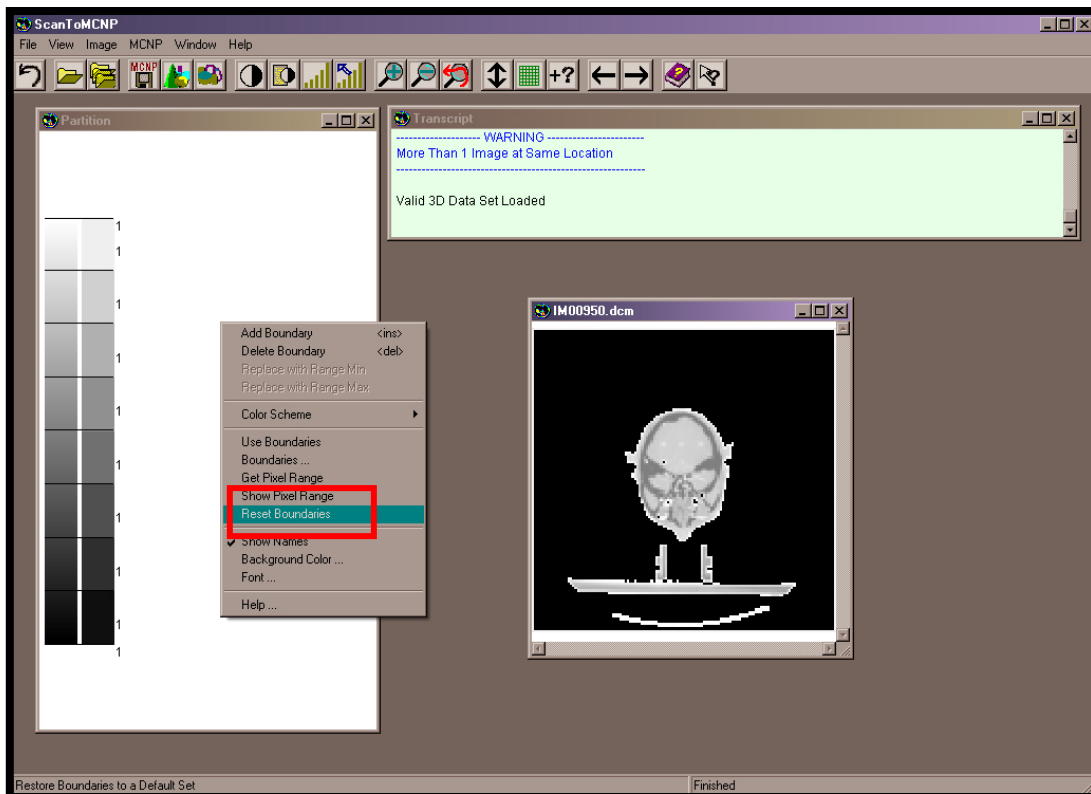 ScanToMCNP
File View Image MCNP Window Help
MCNP
+?
Partition
1
1
1
1
1
1
1
1
1
1
Transcript
-------------------- WARNING -----------------------
More Than 1 Image at Same Location
-----------------------------------------------------------
Valid 3D Data Set Loaded
IM00950.dcm
Add Boundary <ins>
Delete Boundary <del>
Replace with Range Min
Replace with Range Max
Color Scheme
Use Boundaries
Boundaries ...
Get Pixel Range
Show Pixel Range
Reset Boundaries
Show Names
Background Color ...
Font ...
Help ...
Restore Boundaries to a Default Set
Finished